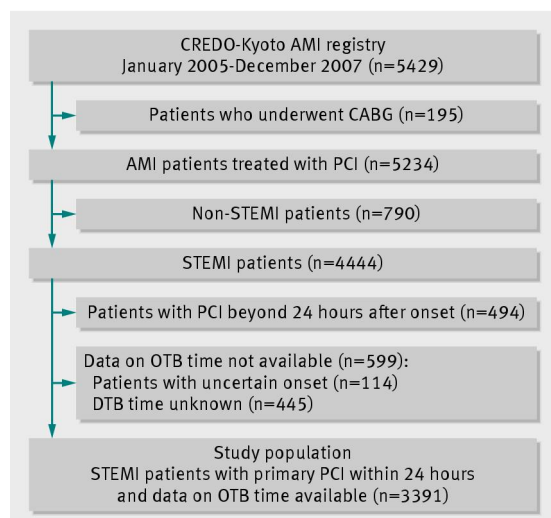 CREDO-Kyoto AMI registry
January 2005-December 2007 (n=5429)
Patients who underwent CABG (n=195)
AMI patients treated with PCI (n=5234)
Non-STEMI patients (n=790)
STEMI patients (n=4444)
Patients with PCI beyond 24 hours after onset (n=494)
Data on OTB time not available (n=599):
Patients with uncertain onset (n=114)
DTB time unknown (n=445)
Study population
STEMI patients with primary PCI within 24 hours
and data on OTB time available (n=3391)